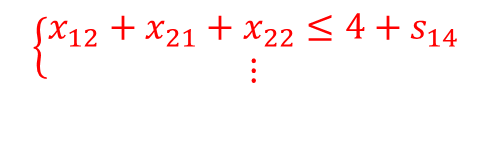 {x₁₂ + x₂₁ + x₂₂ ≤ 4 + s₁₄
⋮